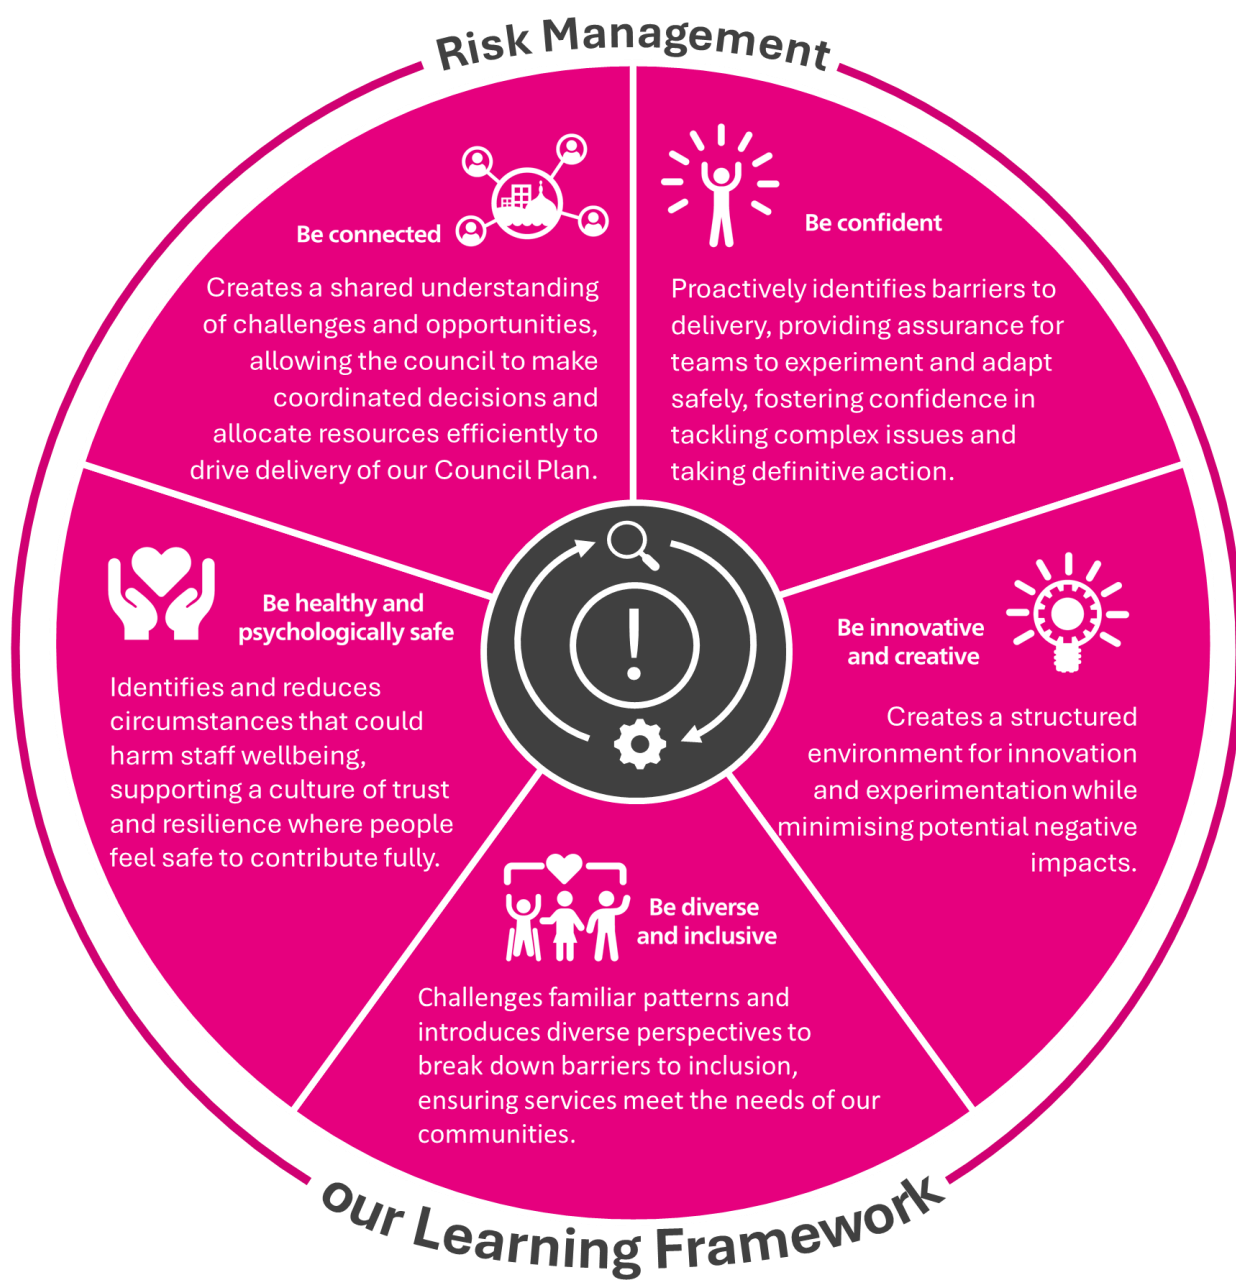 Risk Management
Be connected
Creates a shared understanding
of challenges and opportunities,
allowing the council to make
coordinated decisions and
allocate resources efficiently to
drive delivery of our Council Plan.
Be confident
Proactively identifies barriers to
delivery, providing assurance for
teams to experiment and adapt
safely, fostering confidence in
tackling complex issues and
taking definitive action.
Be healthy and
psychologically safe
Identifies and reduces
circumstances that could
harm staff wellbeing,
supporting a culture of trust
and resilience where people
feel safe to contribute fully.
!
Be innovative
and creative
Creates a structured
environment for innovation
and experimentation while
minimising potential negative
impacts.
Be diverse
and inclusive
Challenges familiar patterns and
introduces diverse perspectives to
break down barriers to inclusion,
ensuring services meet the needs of our
communities.
our Learning Framework